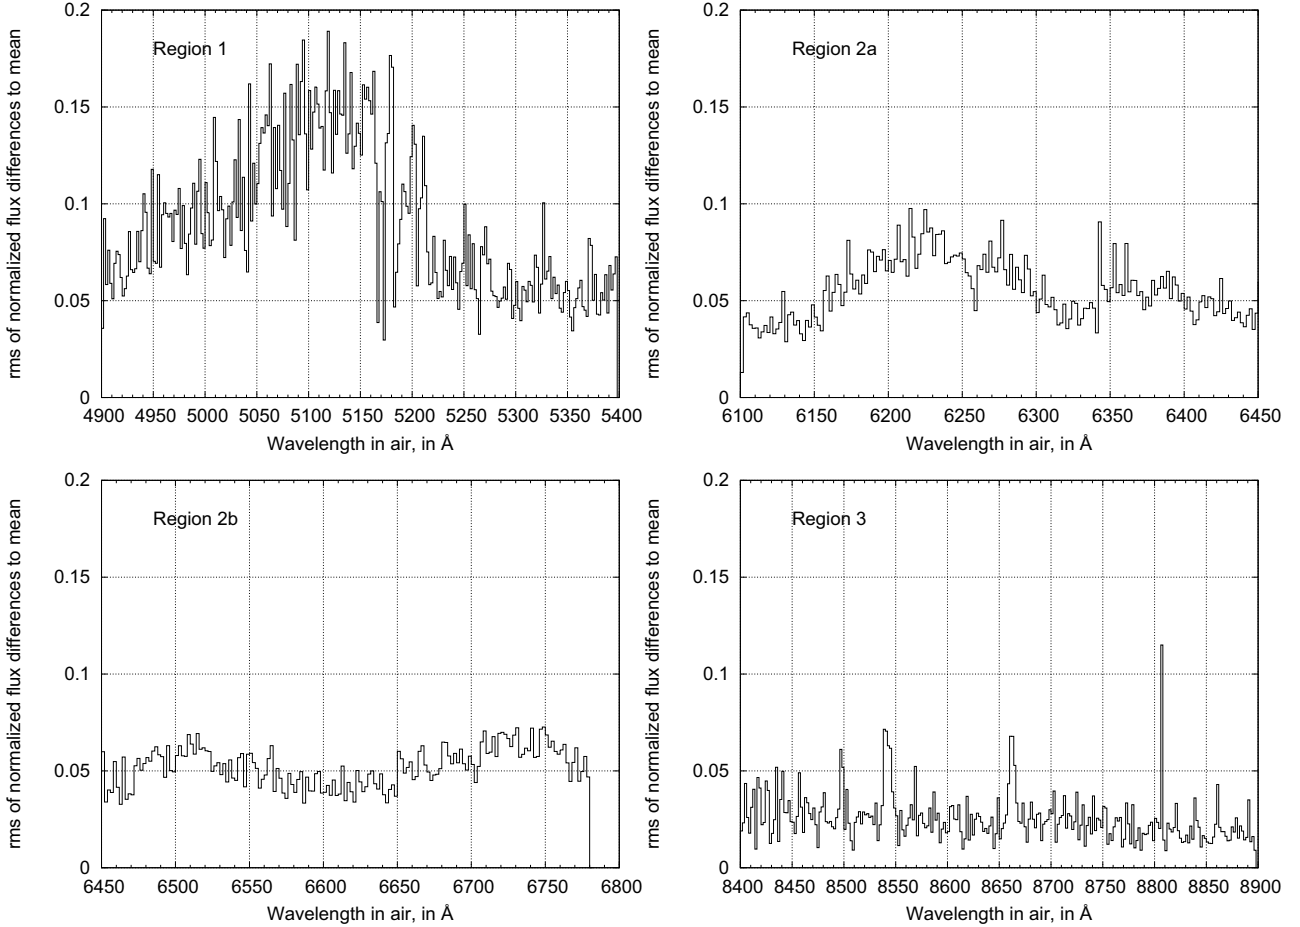 rms of normalized flux differences to mean
0.2
0.15
0.1
0.05
0
Region 1
4900 4950 5000 5050 5100 5150 5200 5250 5300 5350 5400
Wavelength in air, in Å
rms of normalized flux differences to mean
0.2
0.15
0.1
0.05
0
Region 2a
6100 6150 6200 6250 6300 6350 6400 6450
Wavelength in air, in Å
rms of normalized flux differences to mean
0.2
0.15
0.1
0.05
0
Region 2b
6450 6500 6550 6600 6650 6700 6750 6800
Wavelength in air, in Å
rms of normalized flux differences to mean
0.2
0.15
0.1
0.05
0
Region 3
8400 8450 8500 8550 8600 8650 8700 8750 8800 8850 8900
Wavelength in air, in Å